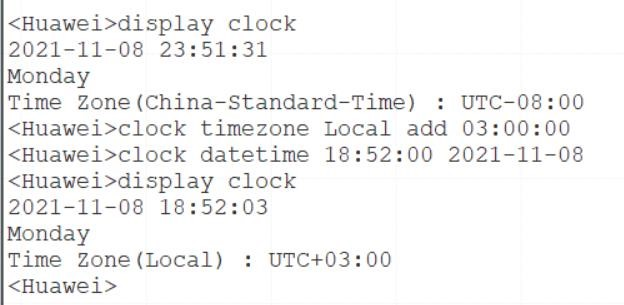 <Huawei>display clock
2021-11-08 23:51:31
Monday
Time Zone(China-Standard-Time) : UTC-08:00
<Huawei>clock timezone Local add 03:00:00
<Huawei>clock datetime 18:52:00 2021-11-08
<Huawei>display clock
2021-11-08 18:52:03
Monday
Time Zone(Local) : UTC+03:00
<Huawei>